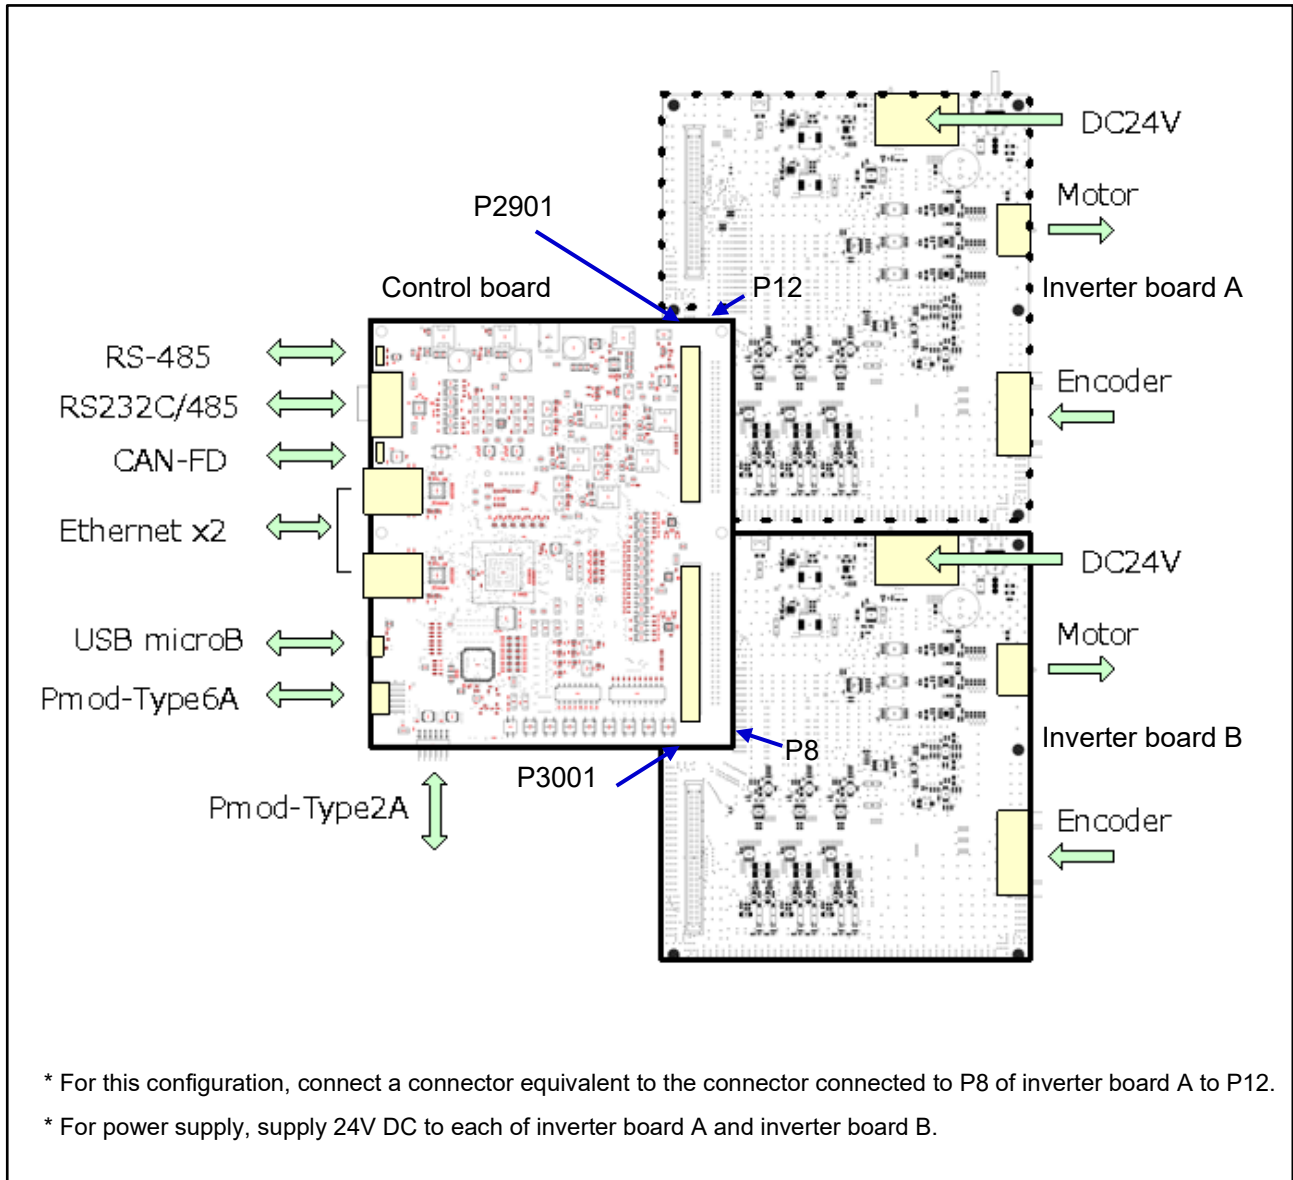 DC24V
P2901
Motor
Control board
P12
Inverter board A
RS-485
Encoder
RS232C/485
CAN-FD
Ethernet x2
DC24V
USB microB
Motor
Pmod-Type6A
Inverter board B
P8
P3001
Pmod-Type2A
Encoder
* For this configuration, connect a connector equivalent to the connector connected to P8 of inverter board A to P12.
* For power supply, supply 24V DC to each of inverter board A and inverter board B.